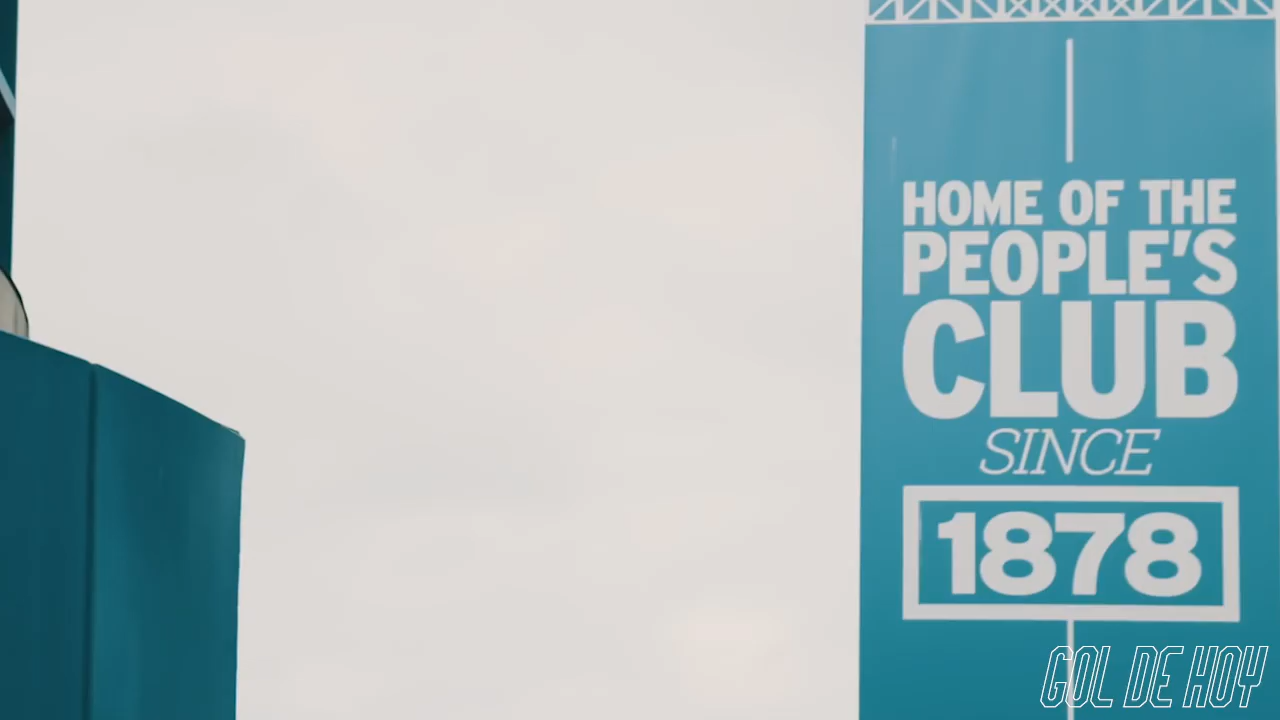 HOME OF THE
PEOPLE'S
CLUB
SINCE
1878
GOL DE HOY